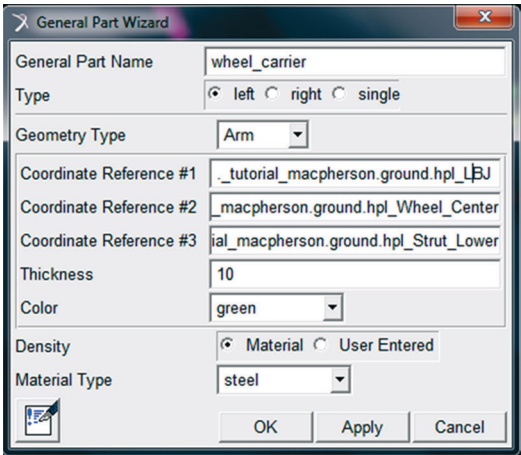 General Part Wizard
General Part Name wheel_carrier
Type left right single
Geometry Type Arm
Coordinate Reference #1 ._tutorial_macpherson.ground.hpl_LBJ
Coordinate Reference #2 _macpherson.ground.hpl_Wheel_Center
Coordinate Reference #3 ial_macpherson.ground.hpl_Strut_Lower
Thickness 10
Color green
Density Material User Entered
Material Type steel
OK Apply Cancel